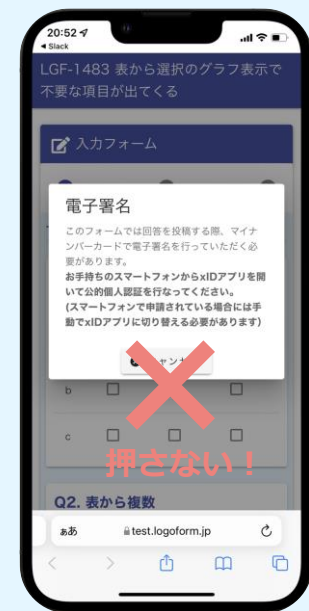 20:52
◀ Slack
LGF-1483 表から選択のグラフ表示で
不要な項目が出てくる
入力フォーム
電子署名
このフォームでは回答を投稿する際、マイナ
ンバーカードで電子署名を行っていただく必
要があります。
お手持ちのスマートフォンからxIDアプリを開
いて公的個人認証を行なってください。
(スマートフォンで申請されている場合には手
動でxIDアプリに切り替える必要があります)
b
c
押さない！
Q2. 表から複数
ぁあ test.logoform.jp